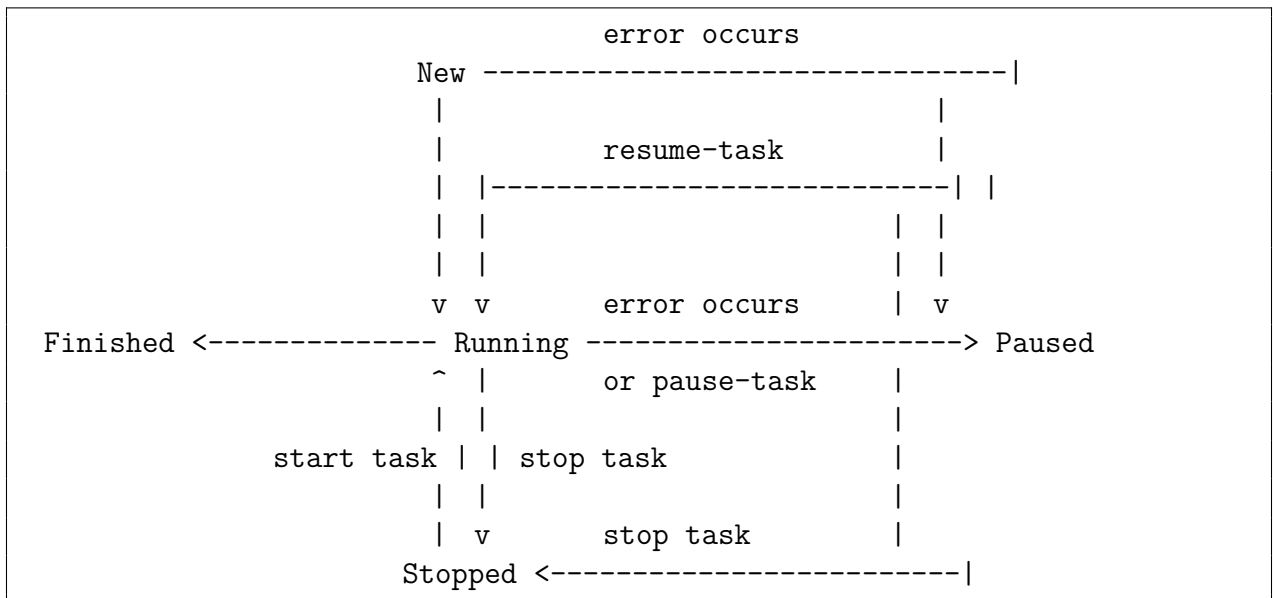 error occurs
New --------------------------------|
| |
| resume-task |
| |----------------------------| |
| | | |
| | | |
v v error occurs | v
Finished <-------------- Running -----------------------> Paused
^ | or pause-task |
| | |
start task | | stop task |
| | |
| v stop task |
Stopped <--------------------------|